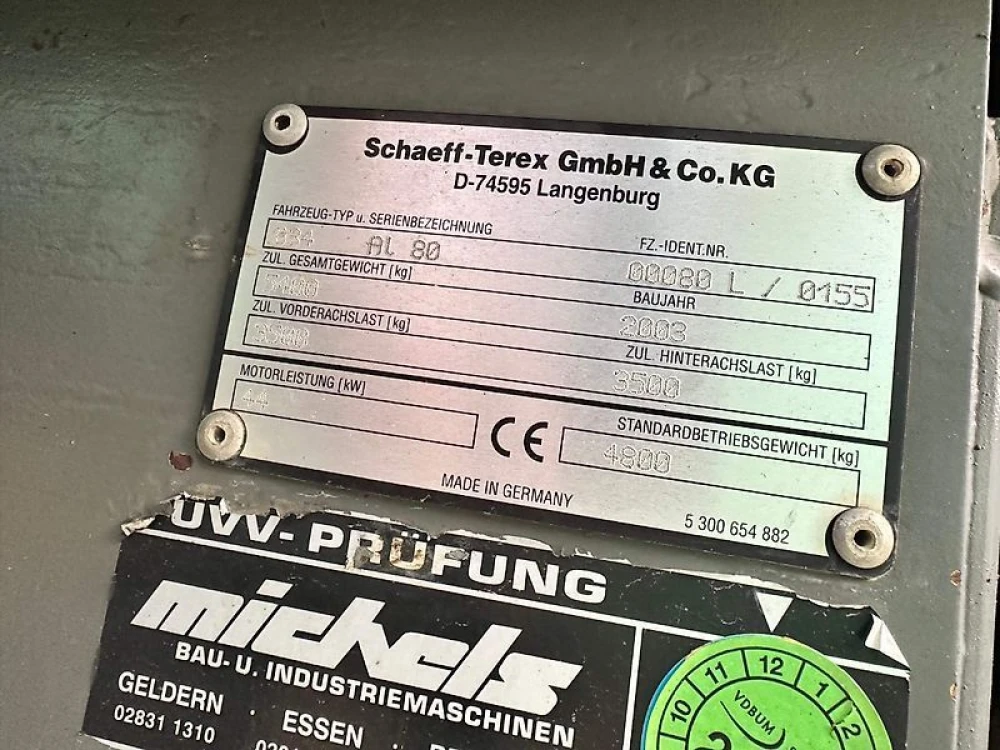 Schaeff-Terex GmbH & Co. KG
D-74595 Langenburg
FAHRZEUG-TYP u. SERIENBEZEICHNUNG
FZ.-IDENT.NR.
334 AL 80
00080 L / 0155
ZUL. GESAMTGEWICHT [kg]
BAUJAHR
2003
ZUL. VORDERACHSLAST [kg]
ZUL. HINTERACHSLAST [kg]
3500
3500
MOTORLEISTUNG [kW]
STANDARDBETRIEBSGEWICHT [kg]
44
CE
4800
MADE IN GERMANY
5 300 654 882
UVV-PRÜFUNG
michels
BAU- U. INDUSTRIEMASCHINEN
GELDERN · ESSEN ·
02831 1310
10 11 12 1 2
VDBUM